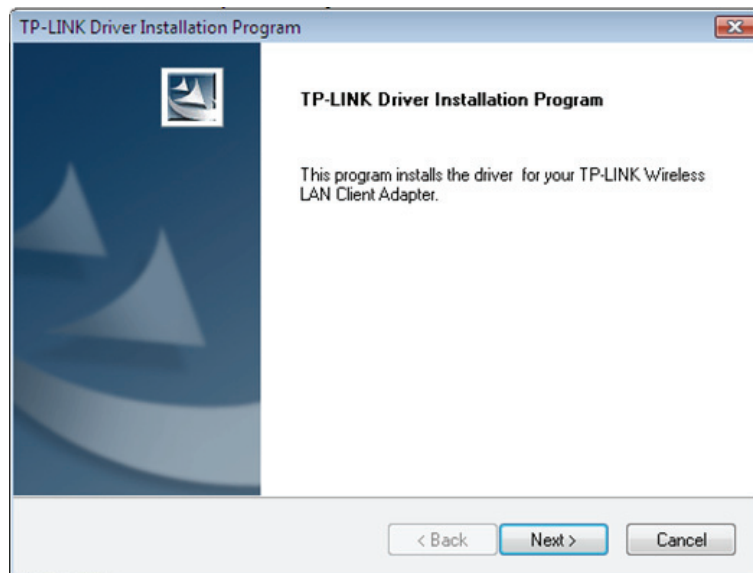 TP-LINK Driver Installation Program
TP-LINK Driver Installation Program
This program installs the driver for your TP-LINK Wireless
LAN Client Adapter.
< Back
Next >
Cancel